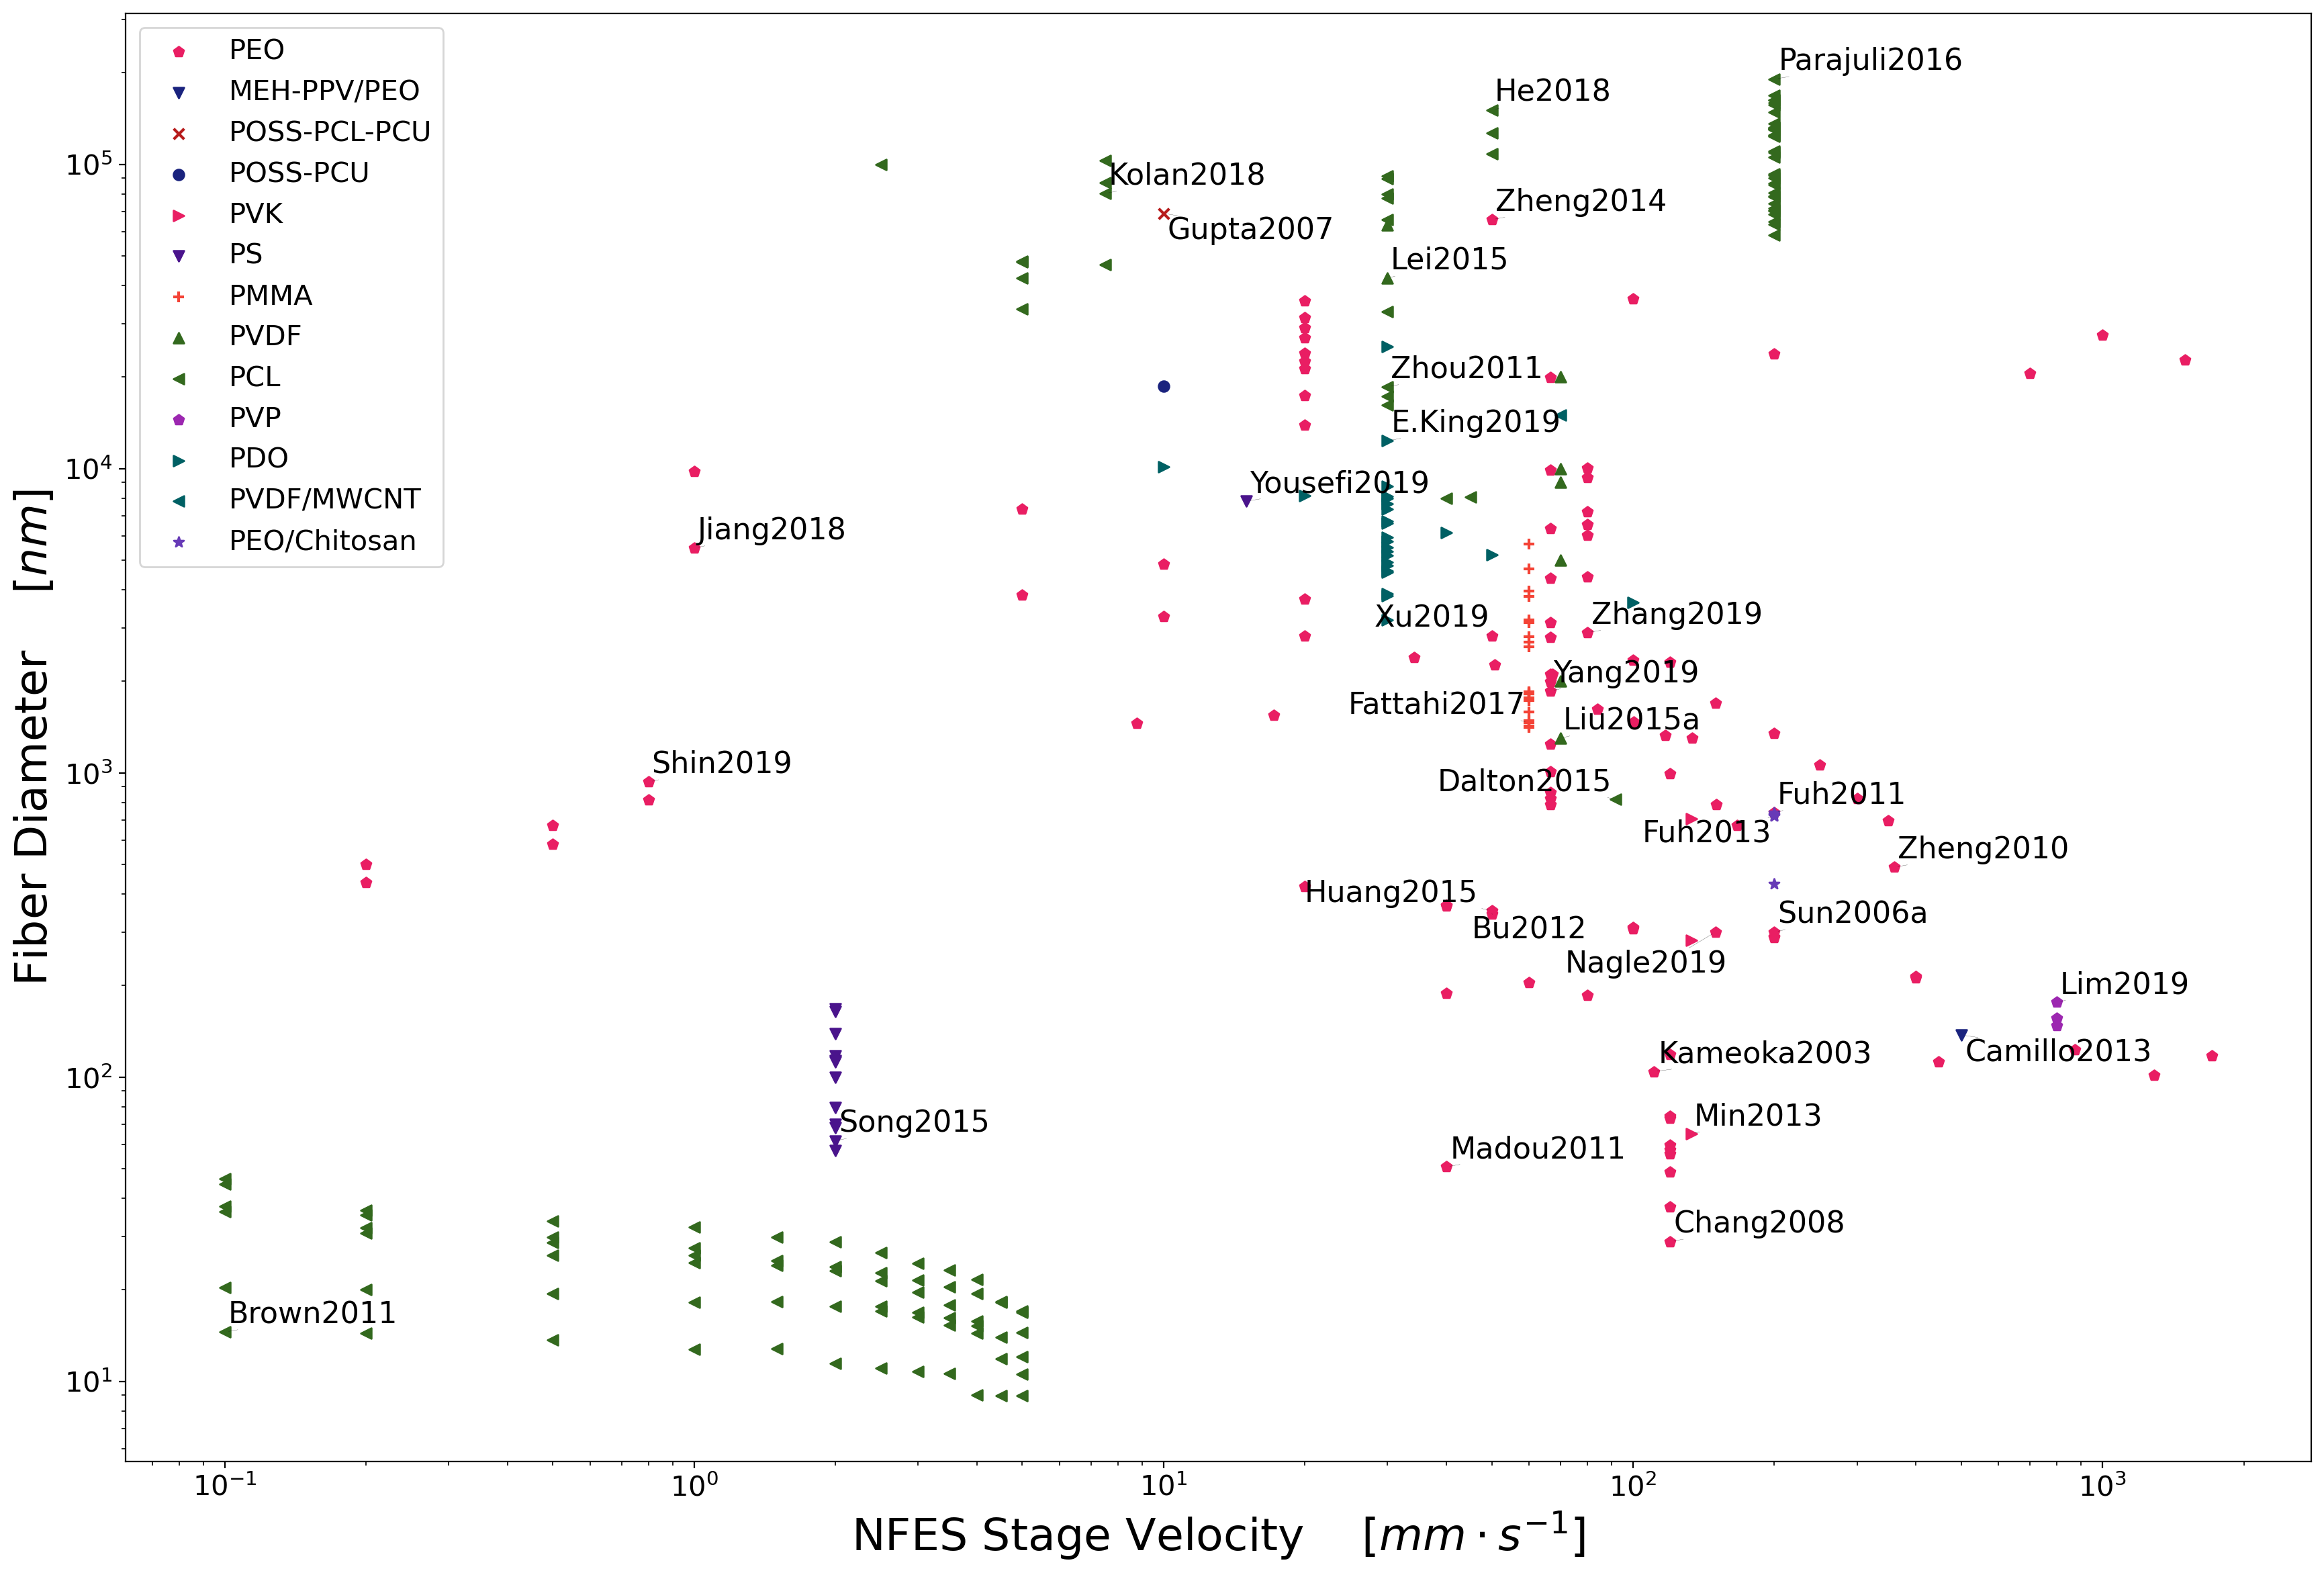 PEO
MEH-PPV/PEO
POSS-PCL-PCU
POSS-PCU
PVK
PS
PMMA
PVDF
PCL
PVP
PDO
PVDF/MWCNT
PEO/Chitosan
Parajuli2016
He2018
Kolan2018
Zheng2014
Gupta2007
Lei2015
Zhou2011
E.King2019
Yousefi2019
Jiang2018
Xu2019
Zhang2019
Yang2019
Fattahi2017
Liu2015a
Shin2019
Dalton2015
Fuh2011
Fuh2013
Zheng2010
Huang2015
Sun2006a
Bu2012
Nagle2019
Lim2019
Kameoka2003
Camillo2013
Song2015
Min2013
Madou2011
Chang2008
Brown2011
10⁵
10⁴
10³
10²
10¹
Fiber Diameter [nm]
10⁻¹ 10⁰ 10¹ 10² 10³
NFES Stage Velocity [mm · s⁻¹]